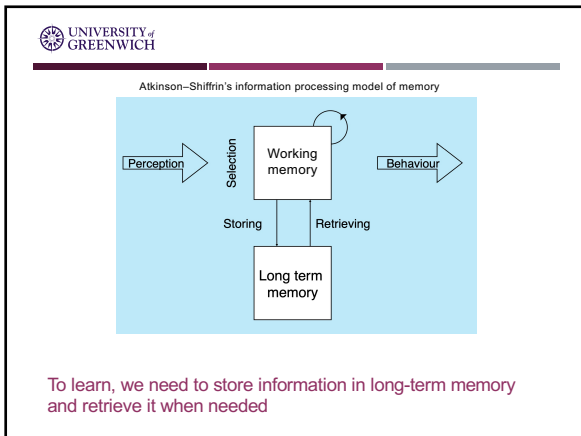 UNIVERSITY of
GREENWICH
Atkinson–Shiffrin's information processing model of memory
Perception
Selection
Working
memory
Behaviour
Storing
Retrieving
Long term
memory
To learn, we need to store information in long-term memory
and retrieve it when needed